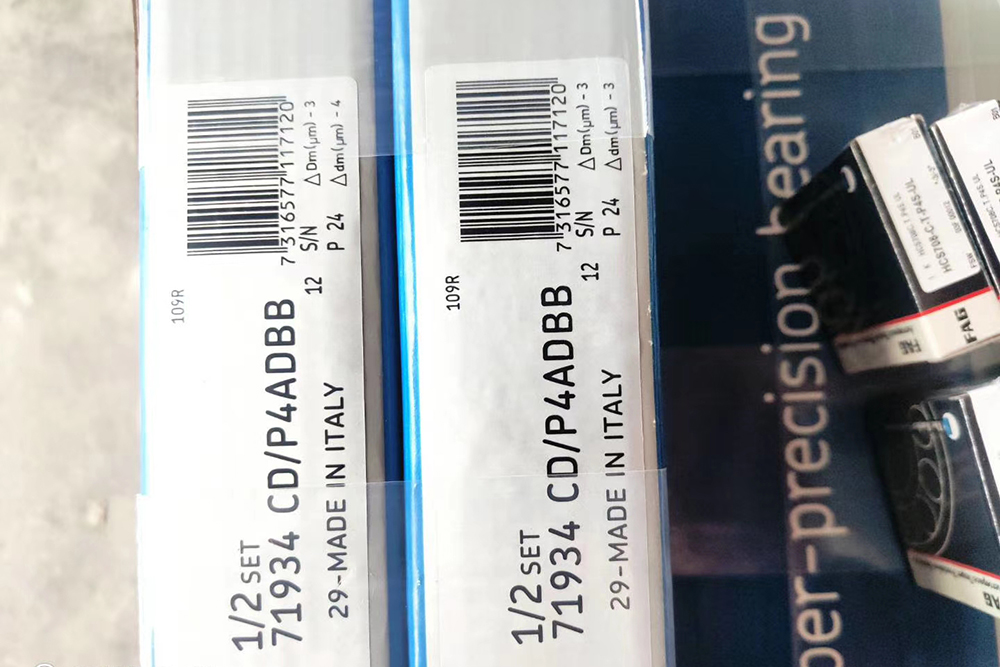 109R
7316577117120
12 S/N ΔDm(μm) - 3
P 24 Δdm(μm) - 4
1/2 SET
71934 CD/P4ADBB
29-MADE IN ITALY
109R
7316577117120
12 S/N ΔDm(μm) - 3
P 24 Δdm(μm) - 3
1/2 SET
71934 CD/P4ADBB
29-MADE IN ITALY
per-precision bearing
FAG